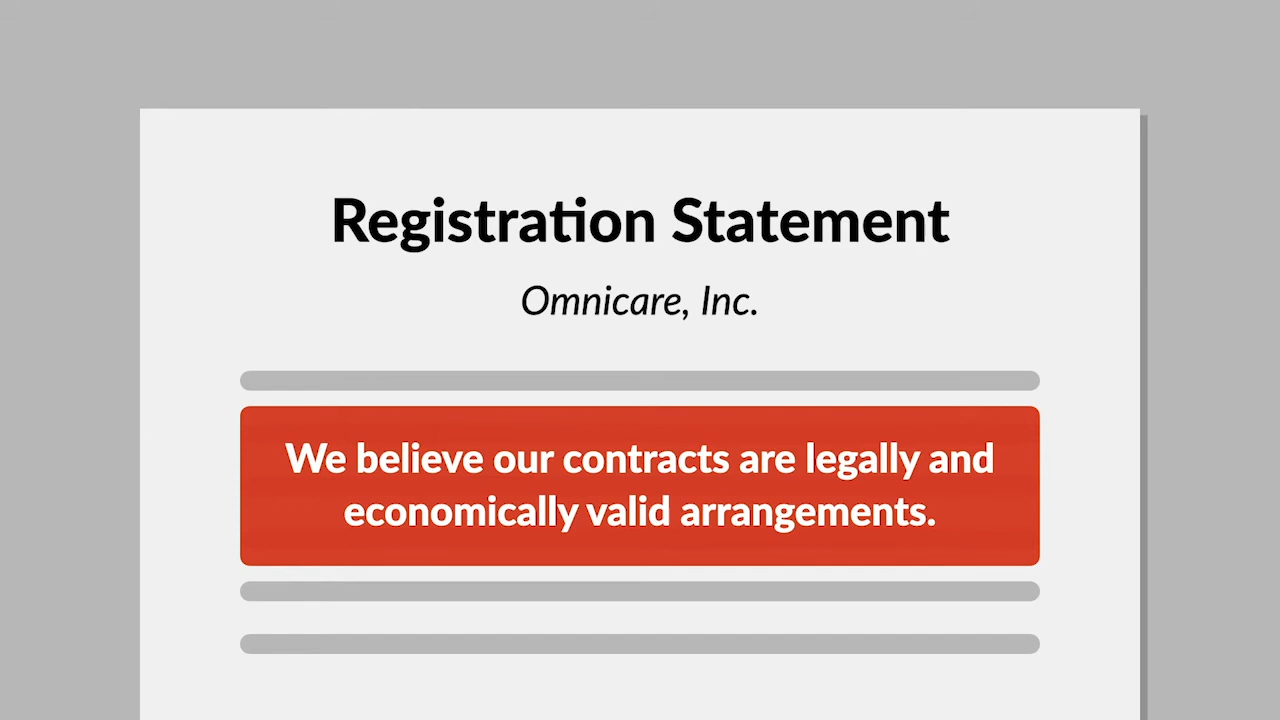 Registration Statement
Omnicare, Inc.
We believe our contracts are legally and
economically valid arrangements.